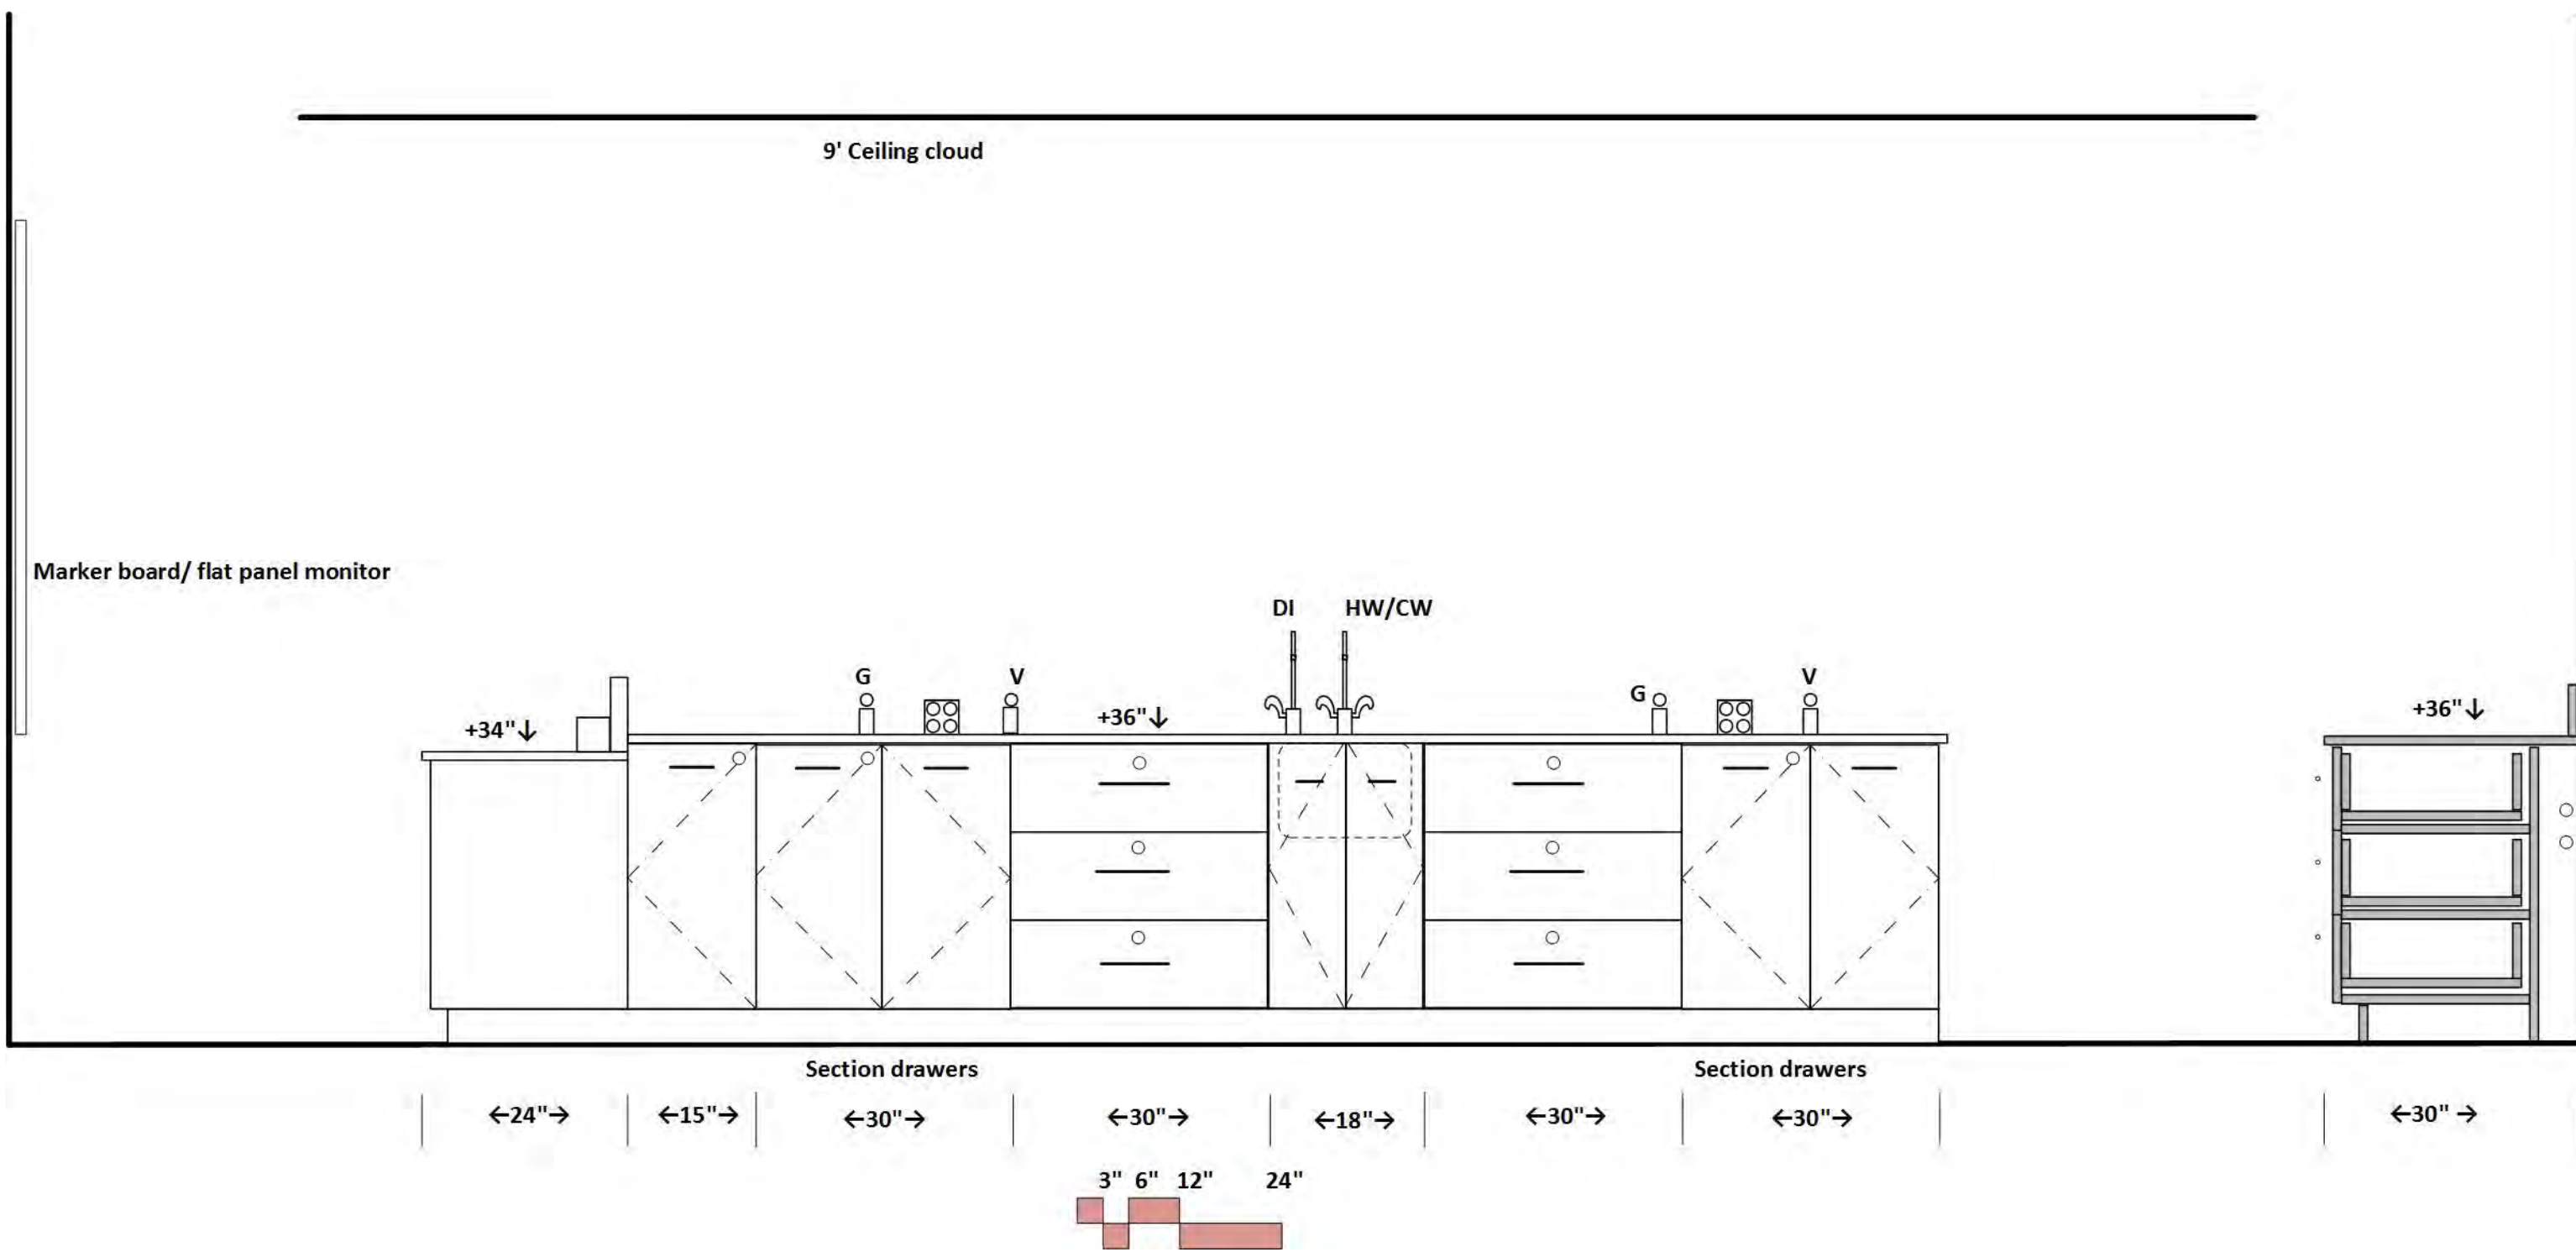 9' Ceiling cloud
Marker board/ flat panel monitor
DI HW/CW
G V G V
+34"↓ +36"↓ +36"↓
Section drawers Section drawers
←24"→ ←15"→ ←30"→ ←30"→ ←18"→ ←30"→ ←30"→ ←30" →
3" 6" 12" 24"